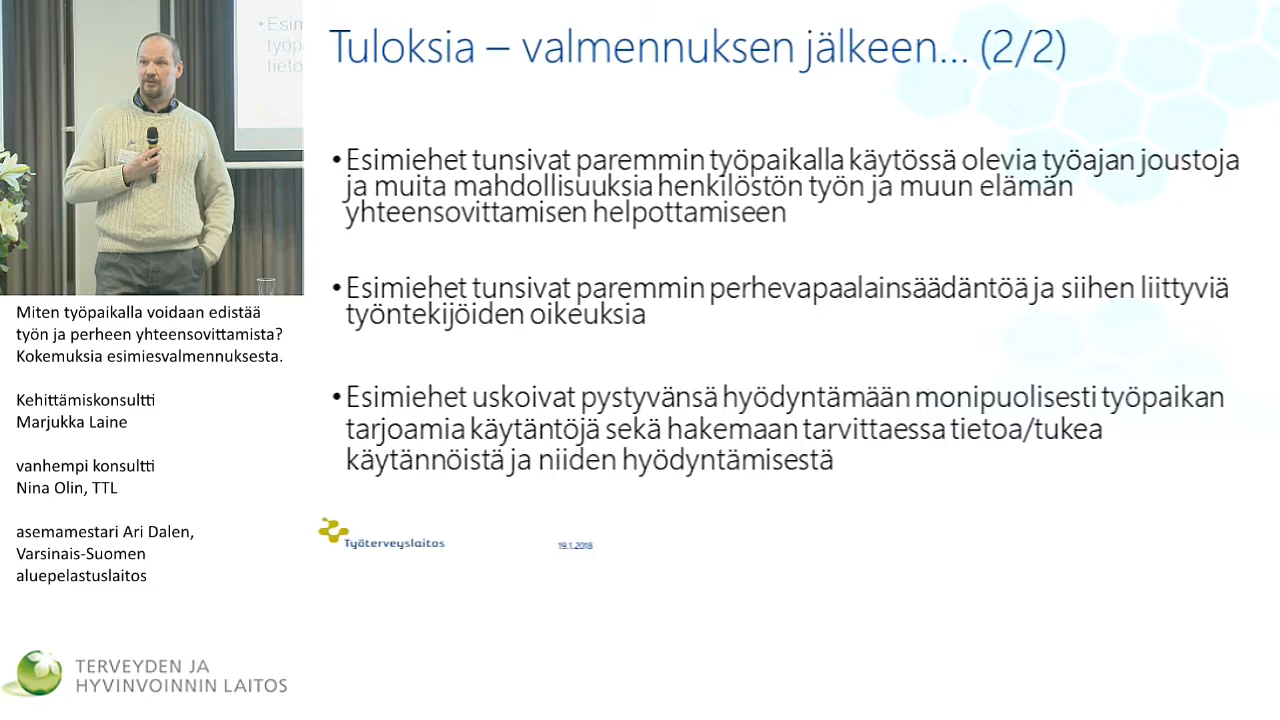 Esin
työp
tieto
Tuloksia – valmennuksen jälkeen... (2/2)
•Esimiehet tunsivat paremmin työpaikalla käytössä olevia työajan joustoja
ja muita mahdollisuuksia henkilöstön työn ja muun elämän
yhteensovittamisen helpottamiseen
•Esimiehet tunsivat paremmin perhevapaalainsäädäntöä ja siihen liittyviä
työntekijöiden oikeuksia
•Esimiehet uskoivat pystyvänsä hyödyntämään monipuolisesti työpaikan
tarjoamia käytäntöjä sekä hakemaan tarvittaessa tietoa/tukea
käytännöistä ja niiden hyödyntämisestä
Työterveyslaitos
19.1.2018
Miten työpaikalla voidaan edistää
työn ja perheen yhteensovittamista?
Kokemuksia esimiesvalmennuksesta.
Kehittämiskonsultti
Marjukka Laine
vanhempi konsultti
Nina Olin, TTL
asemamestari Ari Dalen,
Varsinais-Suomen
aluepelastuslaitos
TERVEYDEN JA
HYVINVOINNIN LAITOS